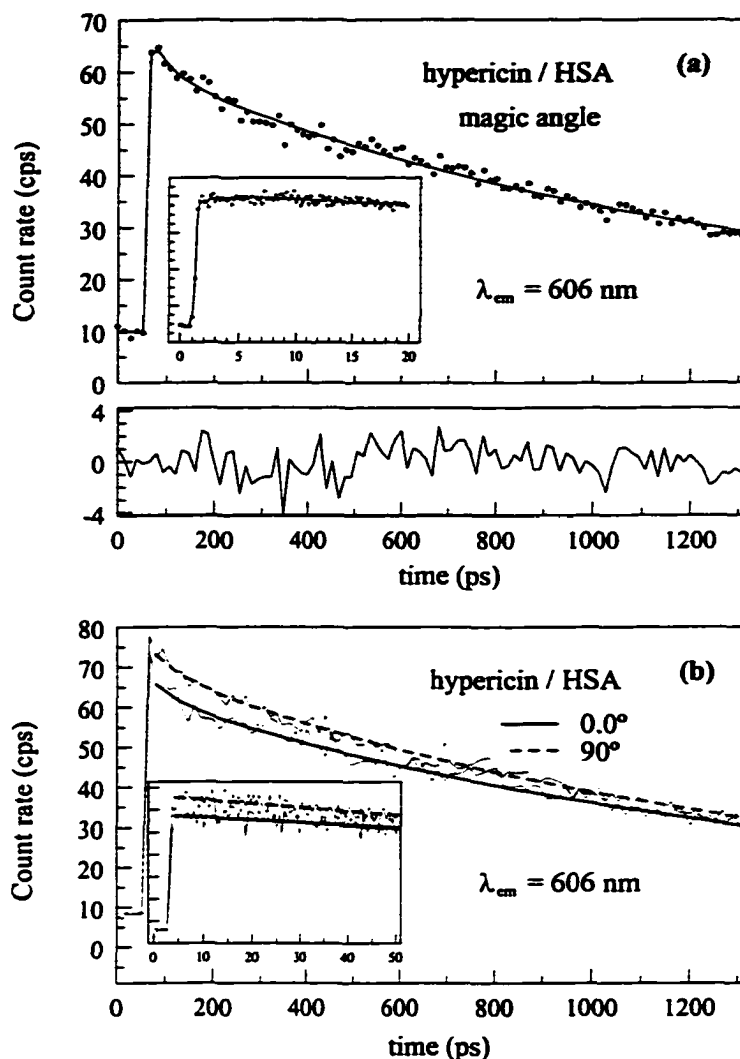 70
60
50
40
30
20
10
0
Count rate (cps)
hypericin / HSA
magic angle
(a)
λem = 606 nm
0 5 10 15 20
4
0
-4
0 200 400 600 800 1000 1200
time (ps)
80
70
60
50
40
30
20
10
0
Count rate (cps)
hypericin / HSA
(b)
0.0º
90º
λem = 606 nm
0 10 20 30 40 50
0 200 400 600 800 1000 1200
time (ps)